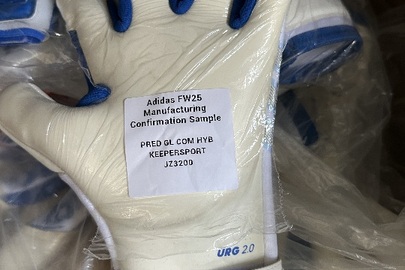 Adidas FW25
Manufacturing
Confirmation Sample
PRED GL COM HYB
KEEPERSPORT
JZ3200
URG 2.0